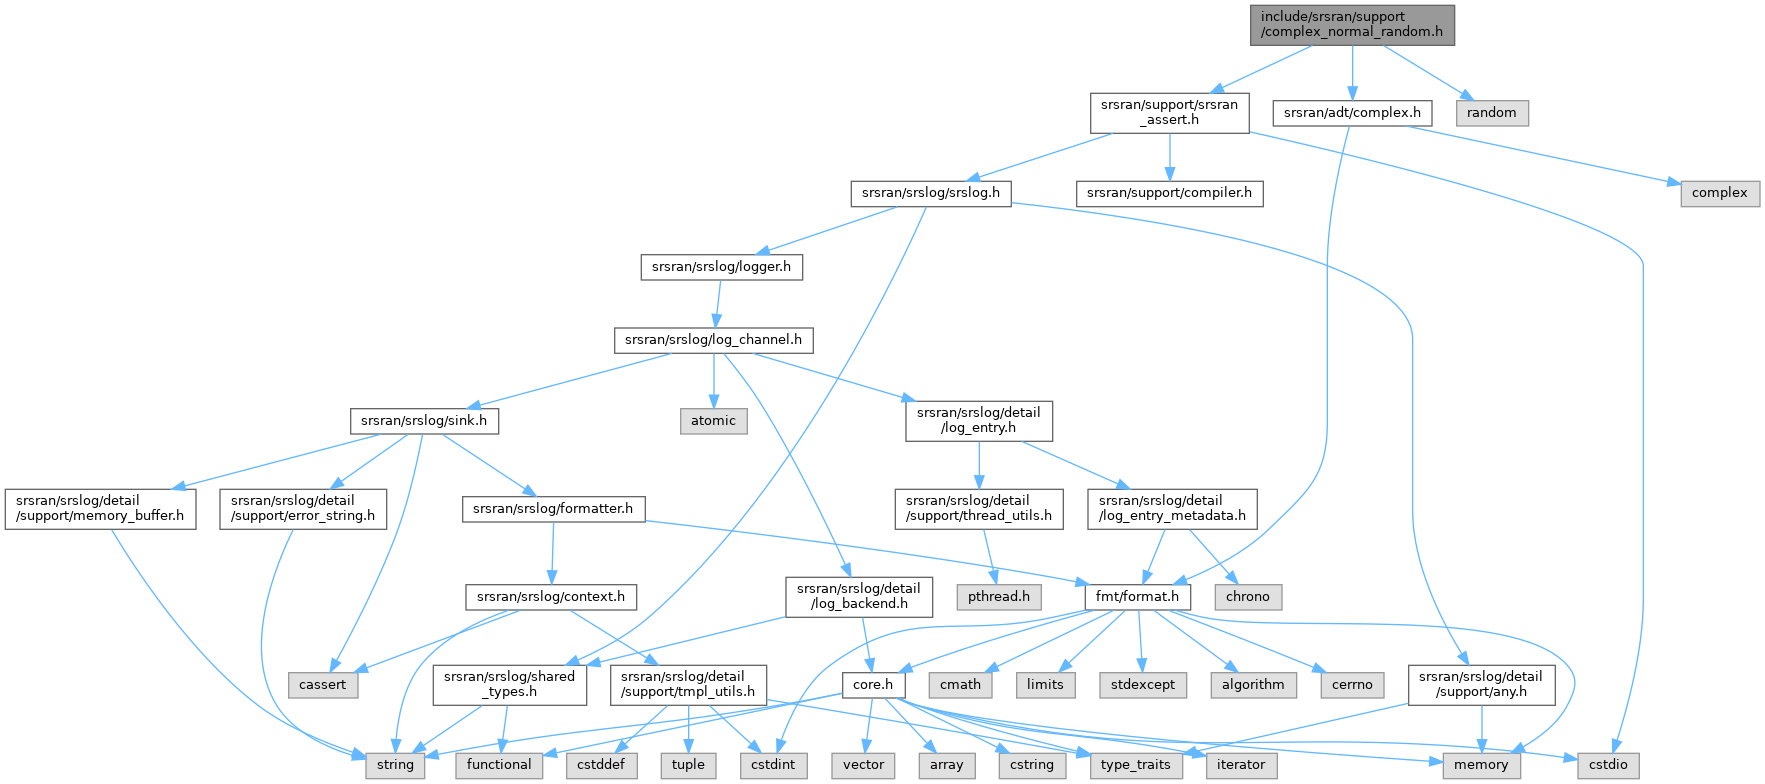 include/srsran/support
/complex_normal_random.h
srsran/support/srsran
_assert.h
srsran/adt/complex.h
random
srsran/srslog/srslog.h
srsran/support/compiler.h
complex
srsran/srslog/logger.h
srsran/srslog/log_channel.h
srsran/srslog/sink.h
atomic
srsran/srslog/detail
/log_entry.h
srsran/srslog/detail
/support/memory_buffer.h
srsran/srslog/detail
/support/error_string.h
srsran/srslog/formatter.h
srsran/srslog/detail
/support/thread_utils.h
srsran/srslog/detail
/log_entry_metadata.h
srsran/srslog/context.h
srsran/srslog/detail
/log_backend.h
pthread.h
fmt/format.h
chrono
cassert
srsran/srslog/shared
_types.h
srsran/srslog/detail
/support/tmpl_utils.h
core.h
cmath
limits
stdexcept
algorithm
cerrno
srsran/srslog/detail
/support/any.h
string
functional
cstddef
tuple
cstdint
vector
array
cstring
type_traits
iterator
memory
cstdio